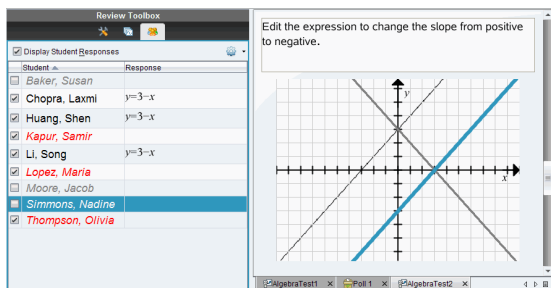 Review Toolbox
Display Student Responses
Student Response
Baker, Susan
Chopra, Laxmi y=3-x
Huang, Shen y=3-x
Kapur, Samir
Li, Song y=3-x
Lopez, Maria
Moore, Jacob
Simmons, Nadine
Thompson, Olivia
Edit the expression to change the slope from positive
to negative.
y
x
AlgebraTest1 Poll 1 AlgebraTest2